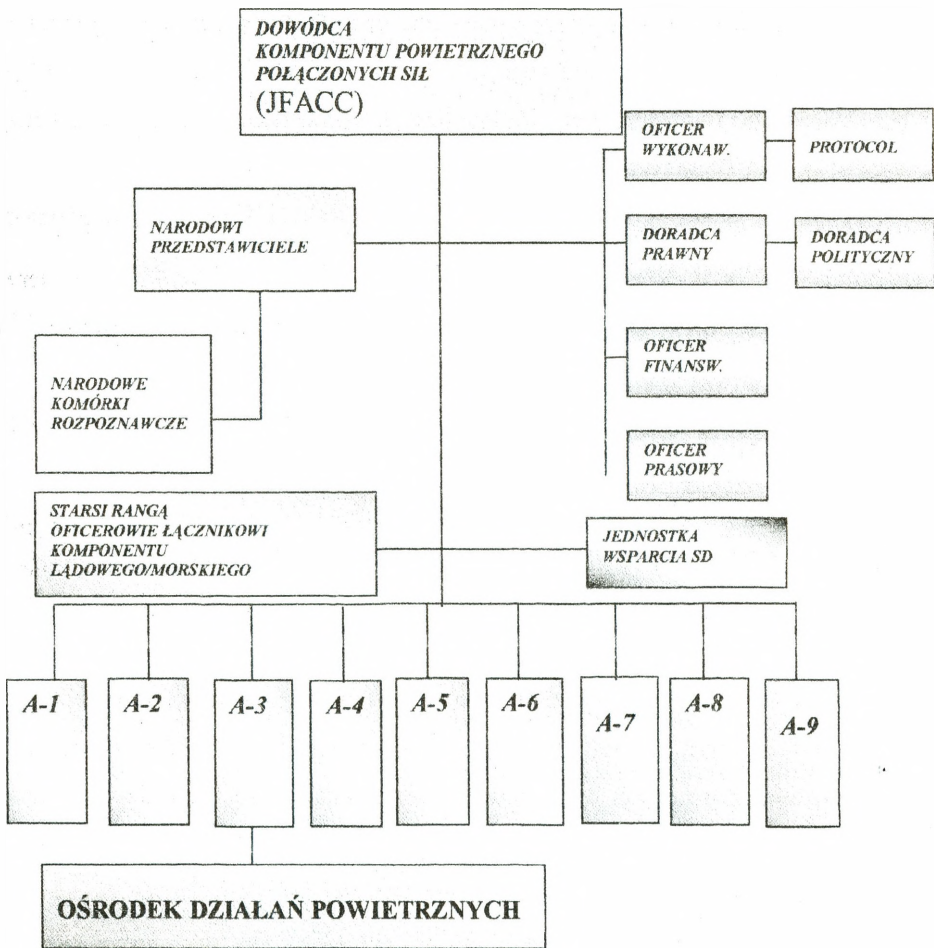 DOWÓDCA
KOMPONENTU POWIETRZNEGO
POŁĄCZONYCH SIŁ
(JFACC)
OFICER
WYKONAW.
PROTOCOL
NARODOWI
PRZEDSTAWICIELE
DORADCA
PRAWNY
DORADCA
POLITYCZNY
OFICER
FINANSW.
NARODOWE
KOMÓRKI
ROZPOZNAWCZE
OFICER
PRASOWY
STARSI RANGĄ
OFICEROWIE ŁĄCZNIKOWI
KOMPONENTU
LĄDOWEGO/MORSKIEGO
JEDNOSTKA
WSPARCIA SD
A-1
A-2
A-3
A-4
A-5
A-6
A-7
A-8
A-9
OŚRODEK DZIAŁAŃ POWIETRZNYCH